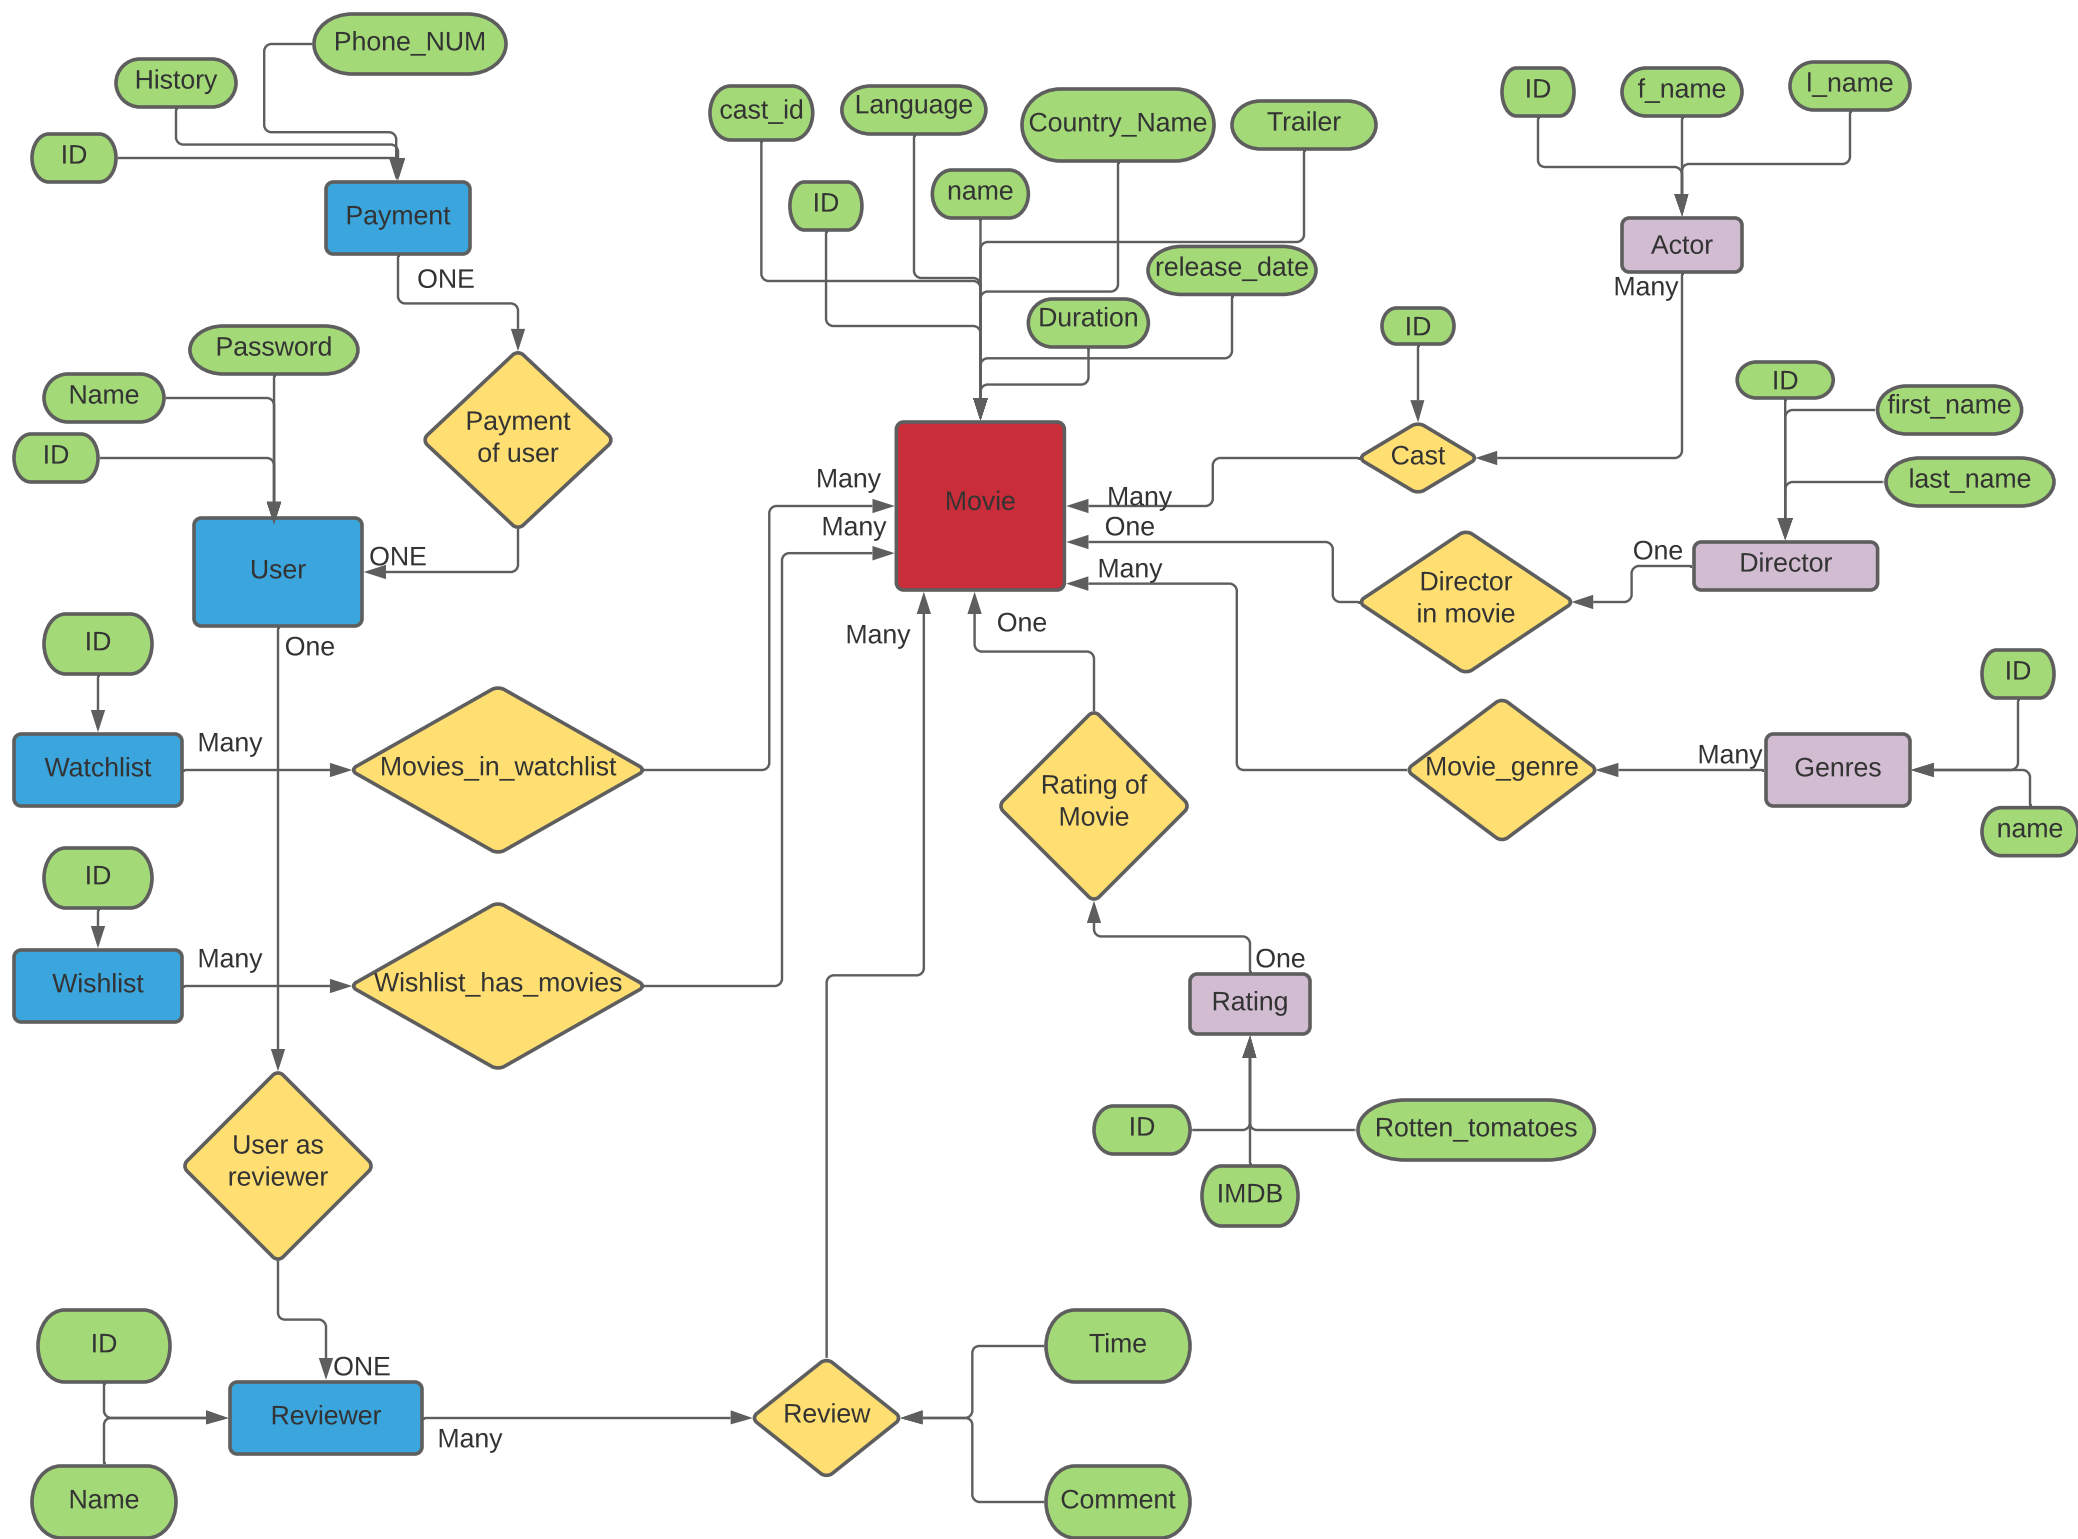 Phone_NUM
History
ID
Payment
ONE
Password
Name
ID
Payment
of user
User
ONE
One
cast_id
Language
Country_Name
Trailer
ID
name
release_date
Duration
Movie
Many
Many
Many
One
Many
Many
One
ID
f_name
l_name
Actor
Many
ID
Cast
ID
first_name
last_name
Director
One
Director
in movie
ID
Genres
name
Many
Movie_genre
ID
Watchlist
Many
Movies_in_watchlist
ID
Wishlist
Many
Wishlist_has_movies
Rating of
Movie
One
Rating
ID
Rotten_tomatoes
IMDB
User as
reviewer
ID
ONE
Reviewer
Name
Many
Review
Time
Comment